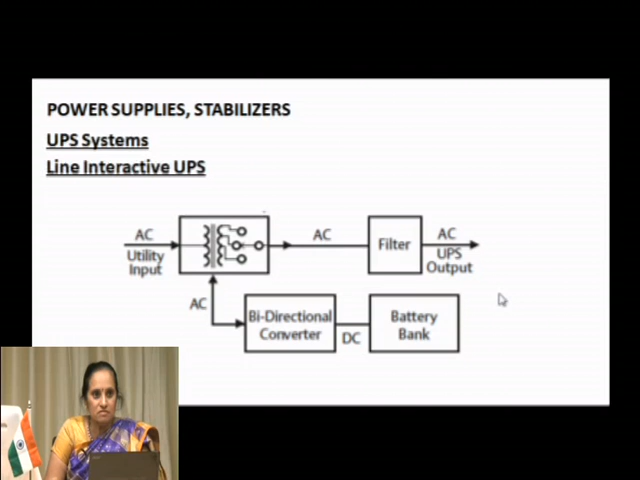 POWER SUPPLIES, STABILIZERS
UPS Systems
Line Interactive UPS
AC
Utility
Input
AC
Filter
AC
UPS
Output
AC
Bi-Directional
Converter
DC
Battery
Bank